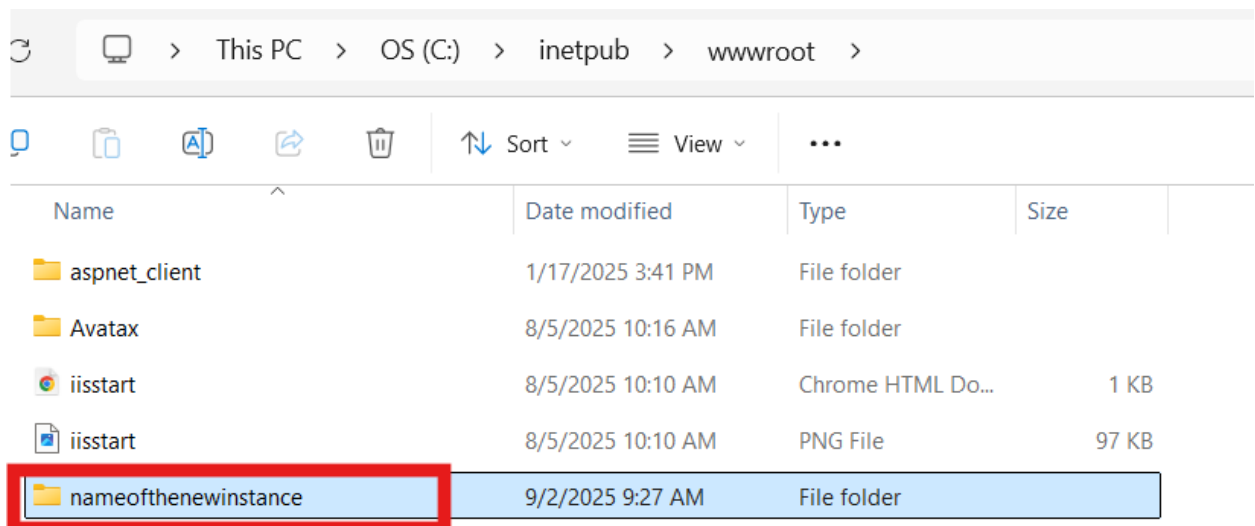 This PC > OS (C:) > inetpub > wwwroot >
Sort View
Name Date modified Type Size
aspnet_client 1/17/2025 3:41 PM File folder
Avatax 8/5/2025 10:16 AM File folder
iisstart 8/5/2025 10:10 AM Chrome HTML Do... 1 KB
iisstart 8/5/2025 10:10 AM PNG File 97 KB
nameofthenewinstance 9/2/2025 9:27 AM File folder